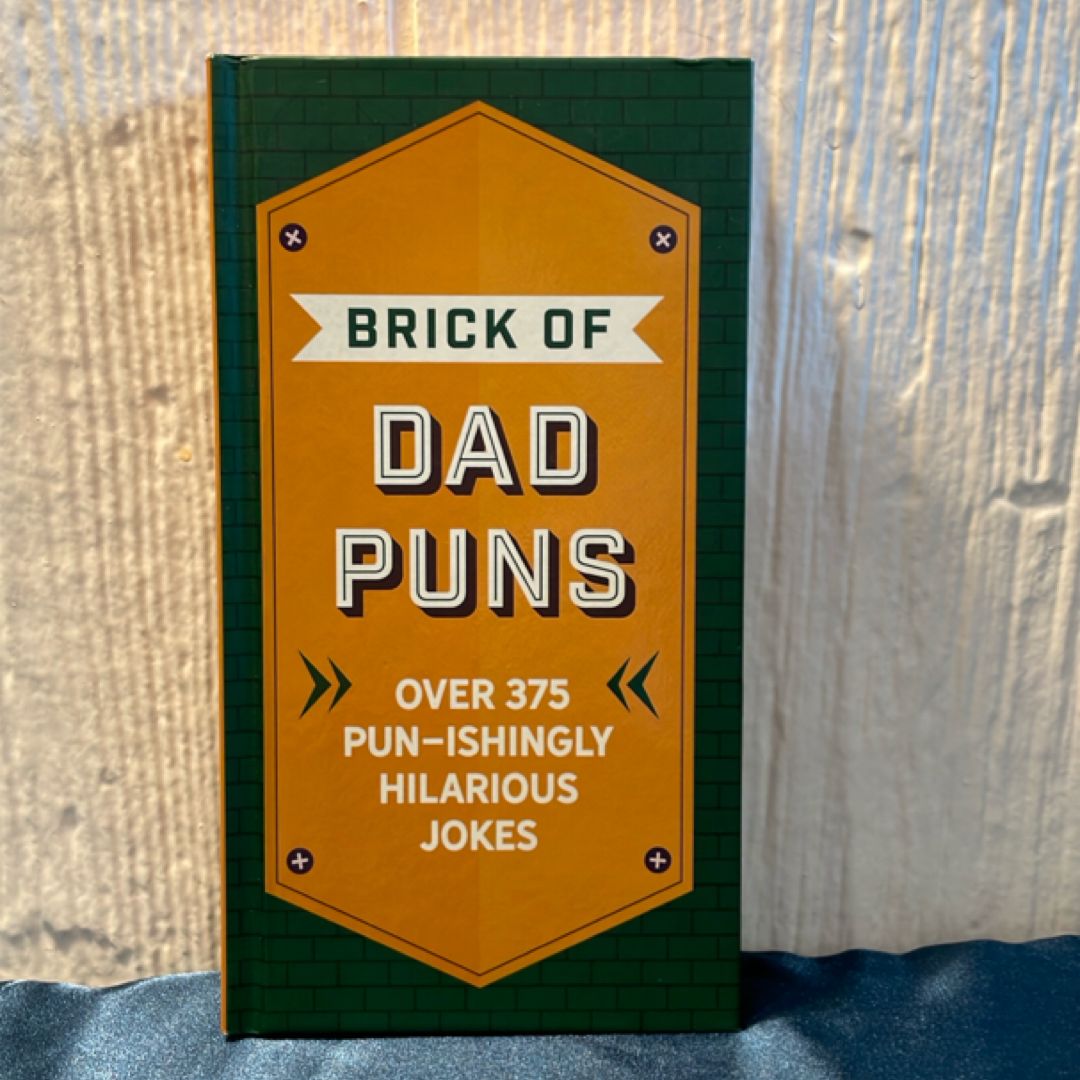 BRICK OF
DAD
PUNS
OVER 375
PUN-ISHINGLY
HILARIOUS
JOKES